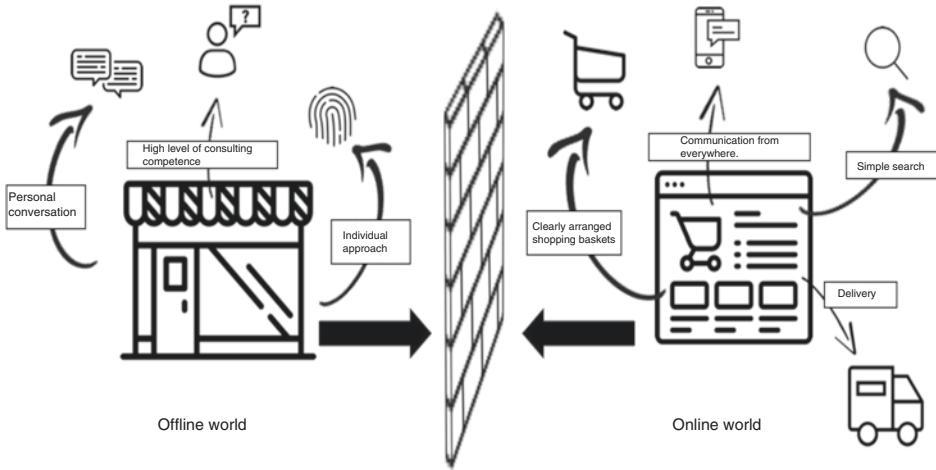 ?
High level of consulting
competence
Personal
conversation
Individual
approach
Offline world
Communication from
everywhere.
Simple search
Clearly arranged
shopping baskets
Delivery
Online world